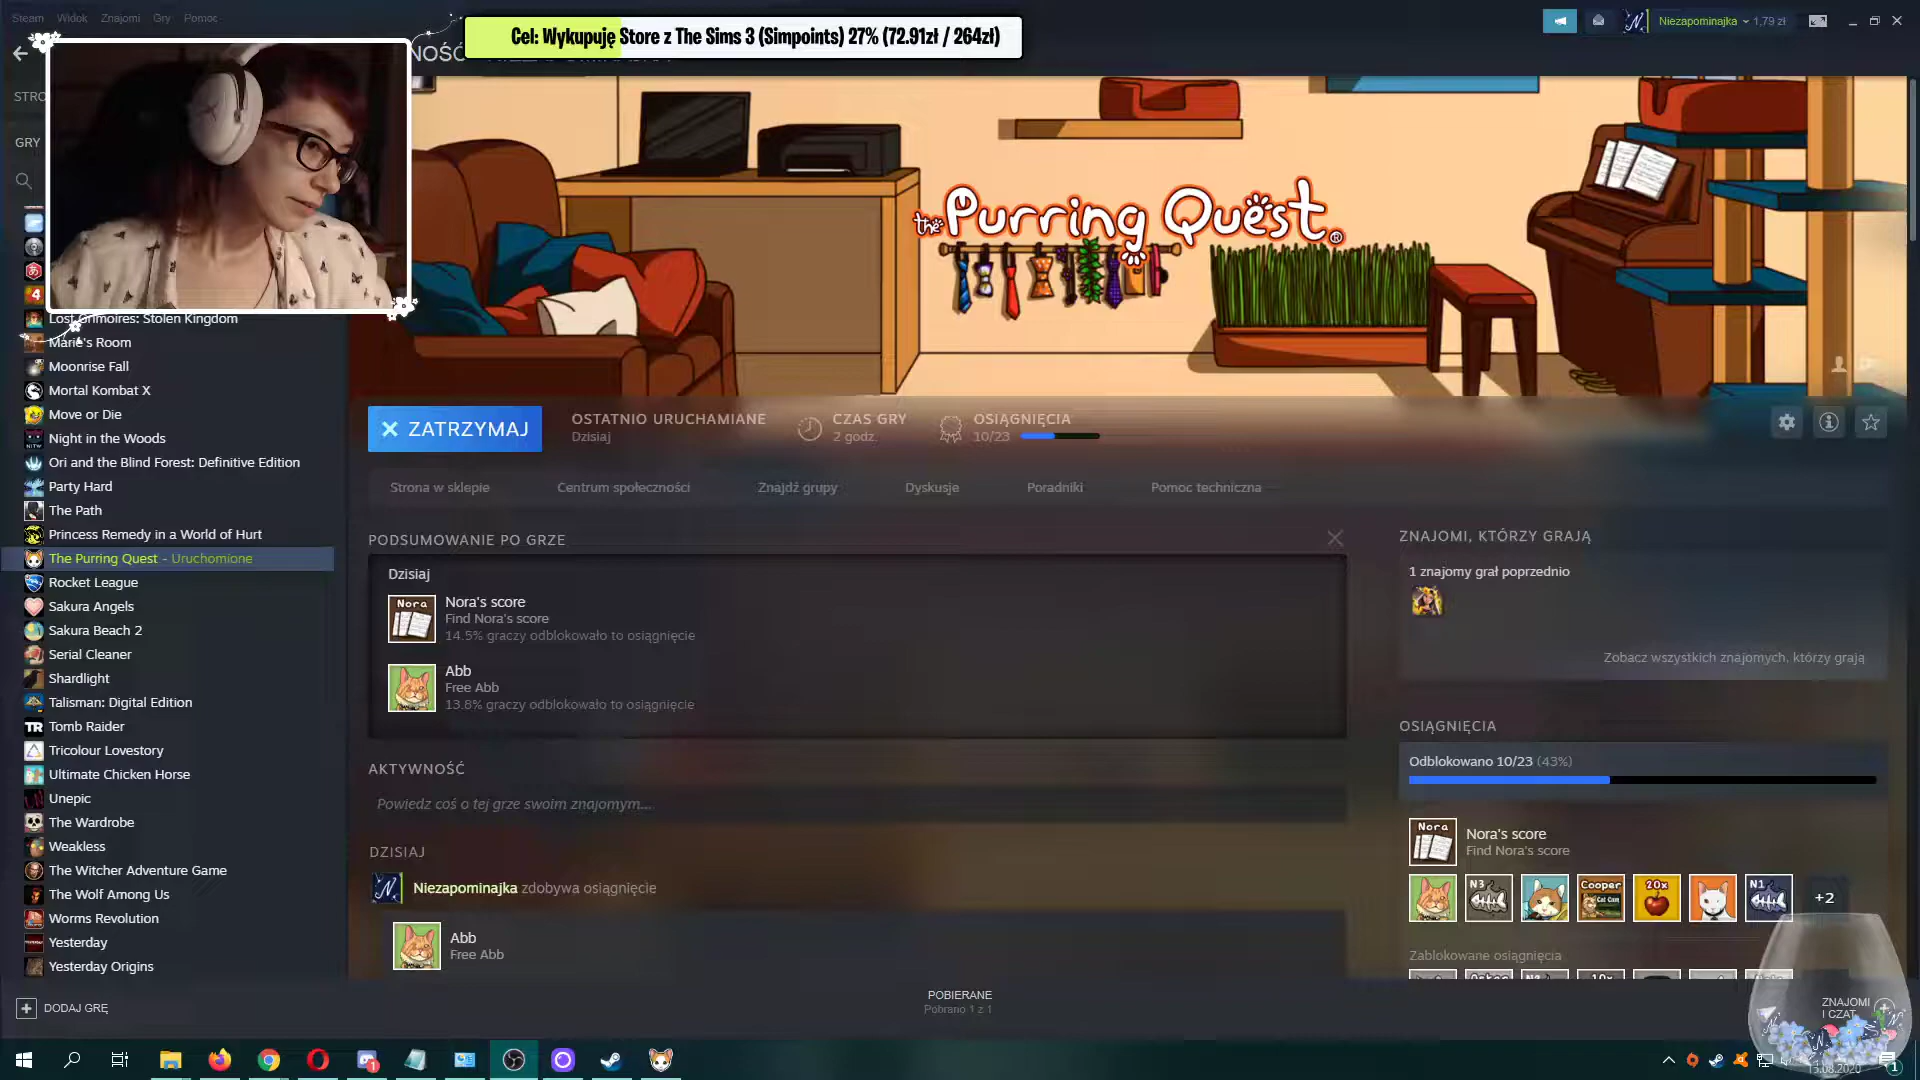 Steam Widok Znajomi Gry Pomoc
Cel: Wykupuję Store z The Sims 3 (Simpoints) 27% (72.91zł / 264zł)
Niezapominajka 1,79 zł
STRO
GRY
the Purring Quest ®
Lost Grimoires: Stolen Kingdom
Marie's Room
Moonrise Fall
Mortal Kombat X
Move or Die
Night in the Woods
Ori and the Blind Forest: Definitive Edition
Party Hard
The Path
Princess Remedy in a World of Hurt
The Purring Quest - Uruchomione
Rocket League
Sakura Angels
Sakura Beach 2
Serial Cleaner
Shardlight
Talisman: Digital Edition
Tomb Raider
Tricolour Lovestory
Ultimate Chicken Horse
Unepic
The Wardrobe
Weakless
The Witcher Adventure Game
The Wolf Among Us
Worms Revolution
Yesterday
Yesterday Origins
DODAJ GRĘ
ZATRZYMAJ
OSTATNIO URUCHAMIANE
Dzisiaj
CZAS GRY
2 godz.
OSIĄGNIĘCIA
10/23
Strona w sklepie Centrum społeczności Znajdź grupy Dyskusje Poradniki Pomoc techniczna
PODSUMOWANIE PO GRZE
Dzisiaj
Nora
Nora's score
Find Nora's score
14.5% graczy odblokowało to osiągnięcie
Abb
Free Abb
13.8% graczy odblokowało to osiągnięcie
AKTYWNOŚĆ
Powiedz coś o tej grze swoim znajomym...
DZISIAJ
Niezapominajka zdobywa osiągnięcie
Abb
Free Abb
ZNAJOMI, KTÓRZY GRAJĄ
1 znajomy grał poprzednio
Zobacz wszystkich znajomych, którzy grają
OSIĄGNIĘCIA
Odblokowano 10/23 (43%)
Nora
Nora's score
Find Nora's score
N3 Cooper Cat Can 20x N1 +2
Zablokowane osiągnięcia
POBIERANE
Pobrano 1 z 1
ZNAJOMI
I CZAT
15.08.2020